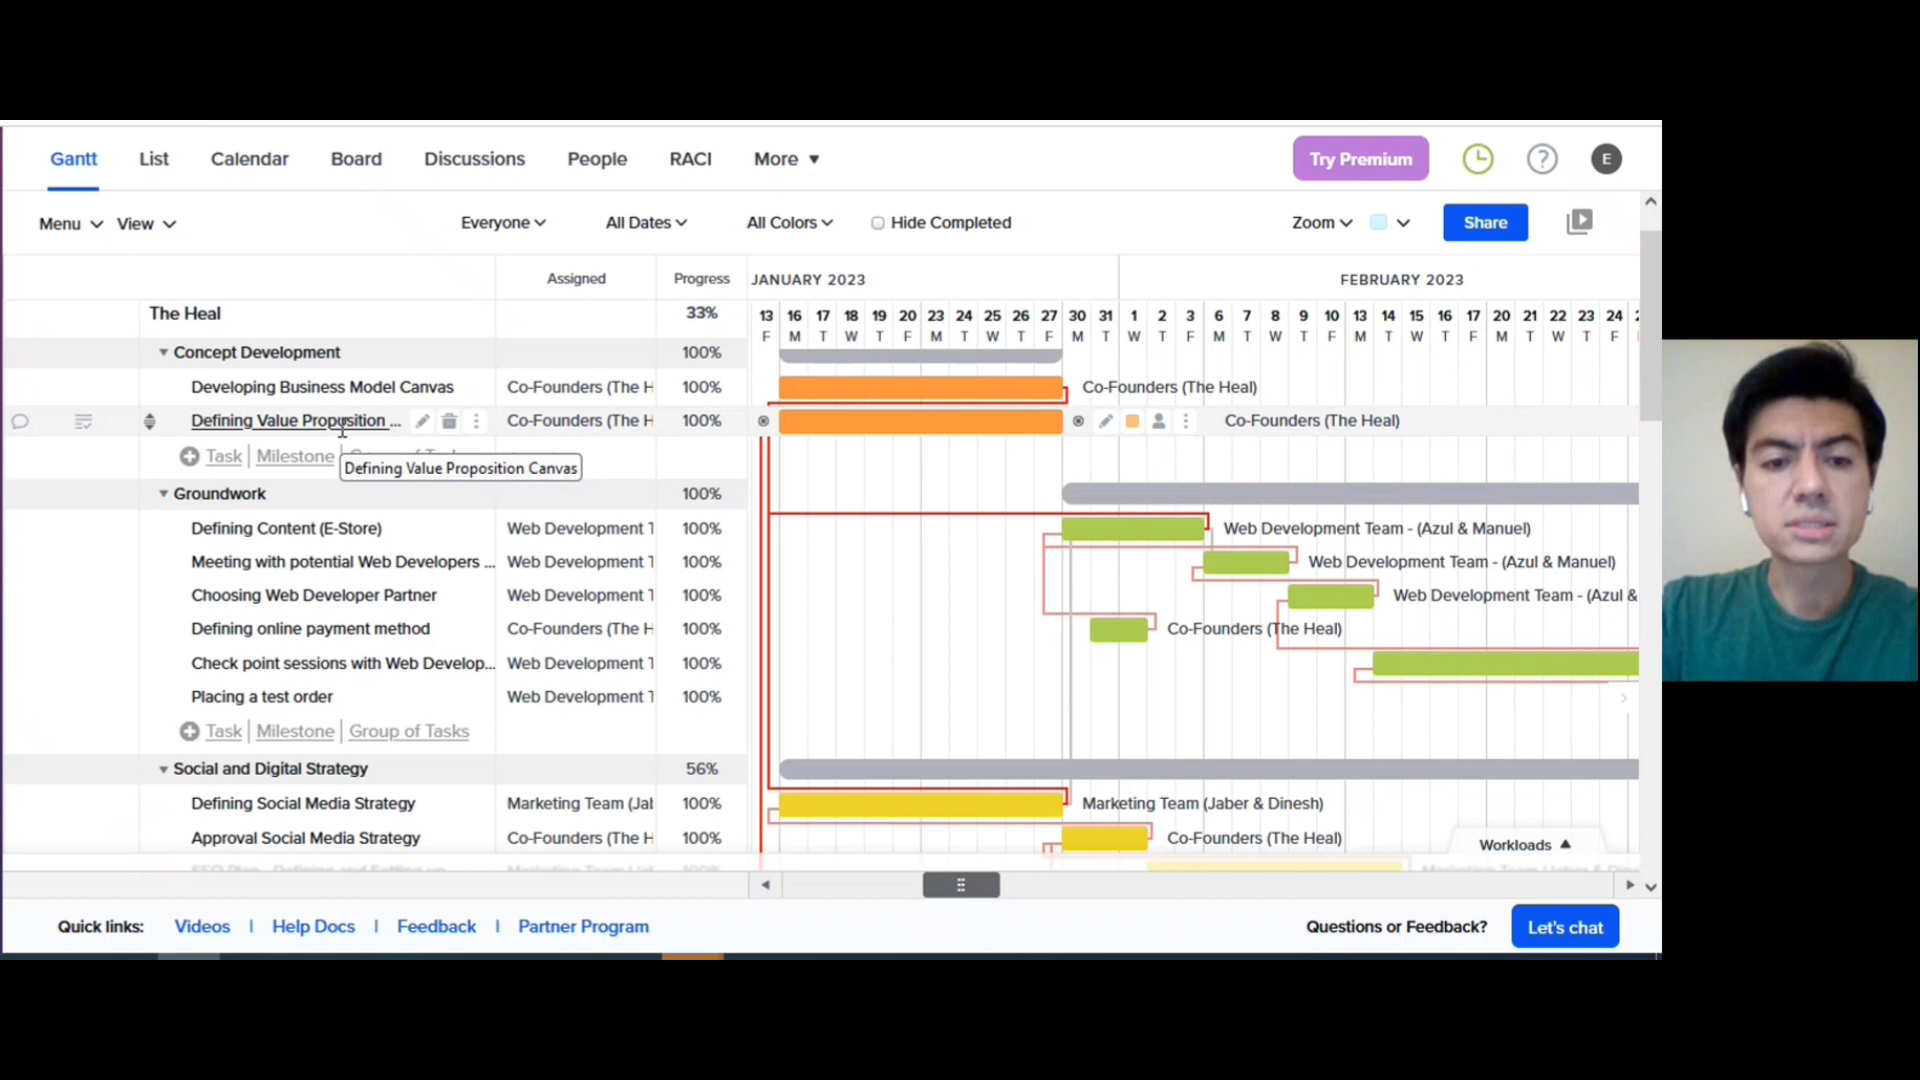 Gantt List Calendar Board Discussions People RACI More Try Premium ? E
Menu View Everyone All Dates All Colors Hide Completed Zoom Share
Assigned Progress JANUARY 2023 FEBRUARY 2023
The Heal 33% 13 16 17 18 19 20 23 24 25 26 27 30 31 1 2 3 6 7 8 9 10 13 14 15 16 17 20 21 22 23 24
F M T W T F M T W T F M T W T F M T W T F M T W T F M T W T F
Concept Development 100%
Developing Business Model Canvas Co-Founders (The H 100% Co-Founders (The Heal)
Defining Value Proposition ... Co-Founders (The H 100% Co-Founders (The Heal)
Task Milestone
Defining Value Proposition Canvas
Groundwork 100%
Defining Content (E-Store) Web Development T 100% Web Development Team - (Azul & Manuel)
Meeting with potential Web Developers ... Web Development T 100% Web Development Team - (Azul & Manuel)
Choosing Web Developer Partner Web Development T 100% Web Development Team - (Azul &
Defining online payment method Co-Founders (The H 100% Co-Founders (The Heal)
Check point sessions with Web Develop... Web Development T 100%
Placing a test order Web Development T 100%
Task Milestone Group of Tasks
Social and Digital Strategy 56%
Defining Social Media Strategy Marketing Team (Jal 100% Marketing Team (Jaber & Dinesh)
Approval Social Media Strategy Co-Founders (The H 100% Co-Founders (The Heal)
Workloads
Quick links: Videos | Help Docs | Feedback | Partner Program Questions or Feedback? Let's chat